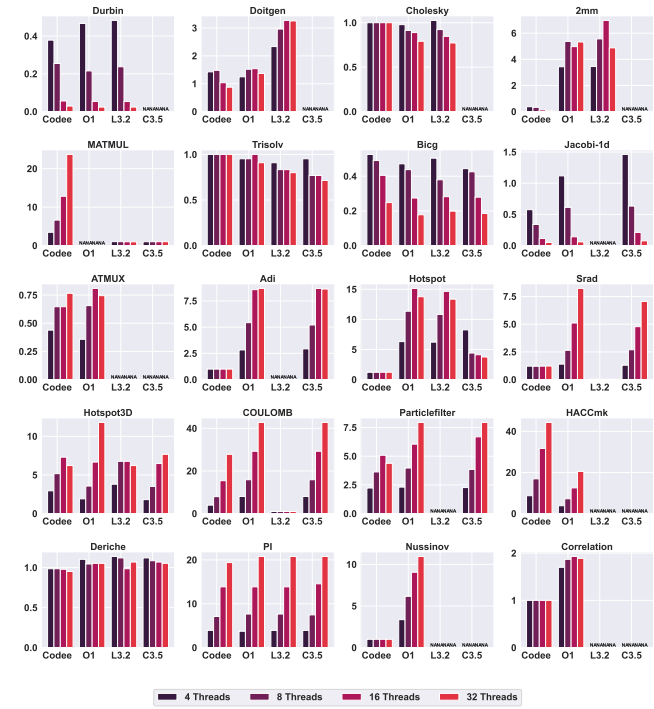 Durbin
Doitgen
Cholesky
2mm
0.4
0.2
0.0
Codee O1 L3.2 C3.5
NANANANA
3
2
1
0
Codee O1 L3.2 C3.5
NANANANA
1.0
0.5
0.0
Codee O1 L3.2 C3.5
NANANANA
6
4
2
0
Codee O1 L3.2 C3.5
NANANANA
MATMUL
Trisolv
Bicg
Jacobi-1d
20
10
0
Codee O1 L3.2 C3.5
NANANANA
1.0
0.5
0.0
Codee O1 L3.2 C3.5
0.4
0.2
0.0
Codee O1 L3.2 C3.5
1.5
1.0
0.5
0.0
Codee O1 L3.2 C3.5
NANANANA
ATMUX
Adi
Hotspot
Srad
0.75
0.50
0.25
0.00
Codee O1 L3.2 C3.5
NANANANA NANANANA
7.5
5.0
2.5
0.0
Codee O1 L3.2 C3.5
NANANANA
15
10
5
0
Codee O1 L3.2 C3.5
7.5
5.0
2.5
0.0
Codee O1 L3.2 C3.5
NANANANA
Hotspot3D
COULOMB
Particlefilter
HACCmk
10
5
0
Codee O1 L3.2 C3.5
40
20
0
Codee O1 L3.2 C3.5
7.5
5.0
2.5
0.0
Codee O1 L3.2 C3.5
NANANANA
40
20
0
Codee O1 L3.2 C3.5
NANANANA NANANANA
Deriche
PI
Nussinov
Correlation
1.0
0.5
0.0
Codee O1 L3.2 C3.5
20
10
0
Codee O1 L3.2 C3.5
10
5
0
Codee O1 L3.2 C3.5
NANANANA NANANANA
2
1
0
Codee O1 L3.2 C3.5
NANANANA NANANANA
4 Threads 8 Threads 16 Threads 32 Threads